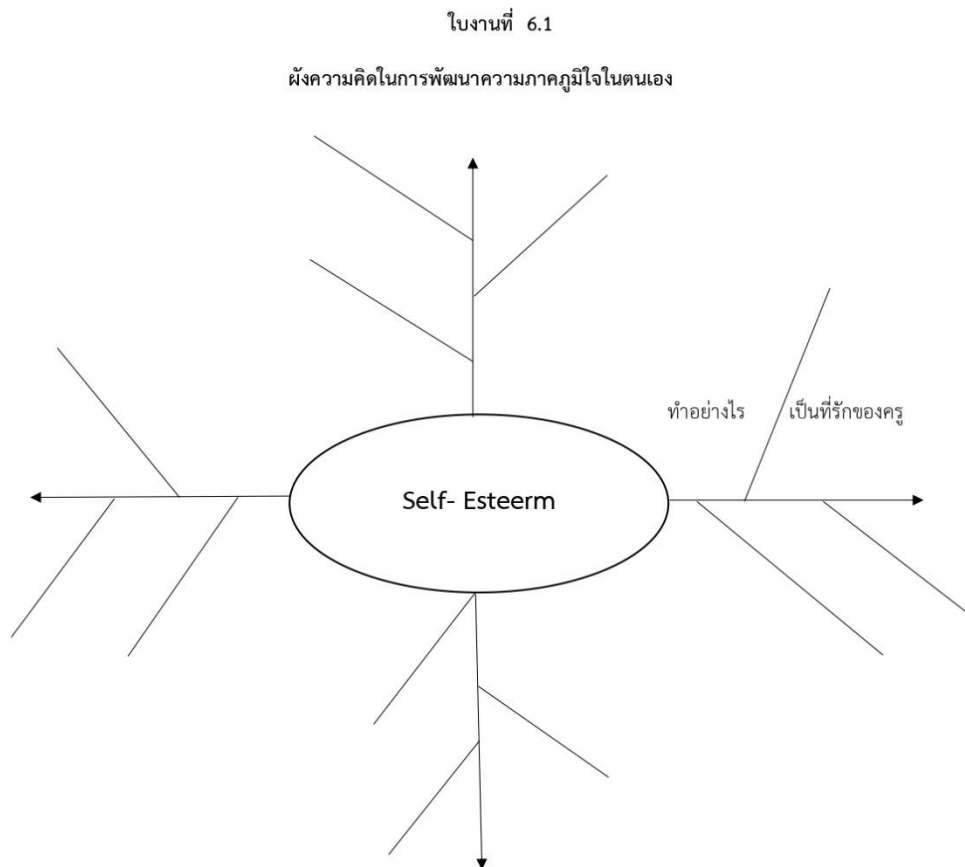 ใบงานที่ 6.1
ผังความคิดในการพัฒนาความภาคภูมิใจในตนเอง
ทำอย่างไร เป็นที่รักของครู
Self- Esteerm